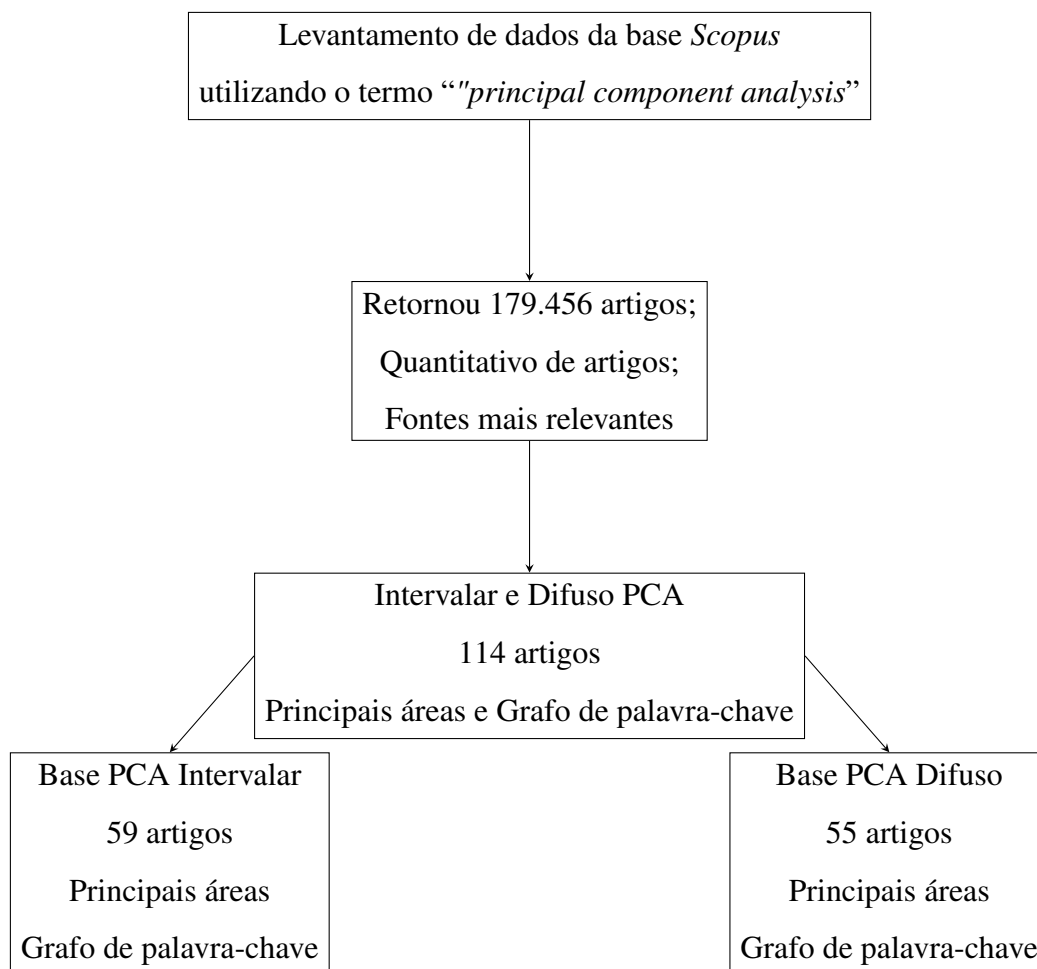 Levantamento de dados da base Scopus
utilizando o termo “"principal component analysis”
Retornou 179.456 artigos;
Quantitativo de artigos;
Fontes mais relevantes
Intervalar e Difuso PCA
114 artigos
Principais áreas e Grafo de palavra-chave
Base PCA Intervalar
59 artigos
Principais áreas
Grafo de palavra-chave
Base PCA Difuso
55 artigos
Principais áreas
Grafo de palavra-chave